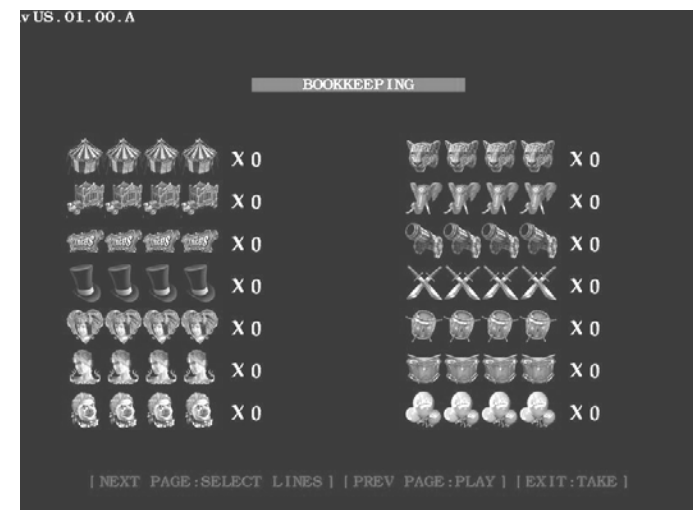 v US.01.00.A
BOOKKEEPING
X 0 X 0
X 0 X 0
X 0 X 0
X 0 X 0
X 0 X 0
X 0 X 0
X 0 X 0
[NEXT PAGE:SELECT LINES] [PREV PAGE:PLAY] [EXIT:TAKE]